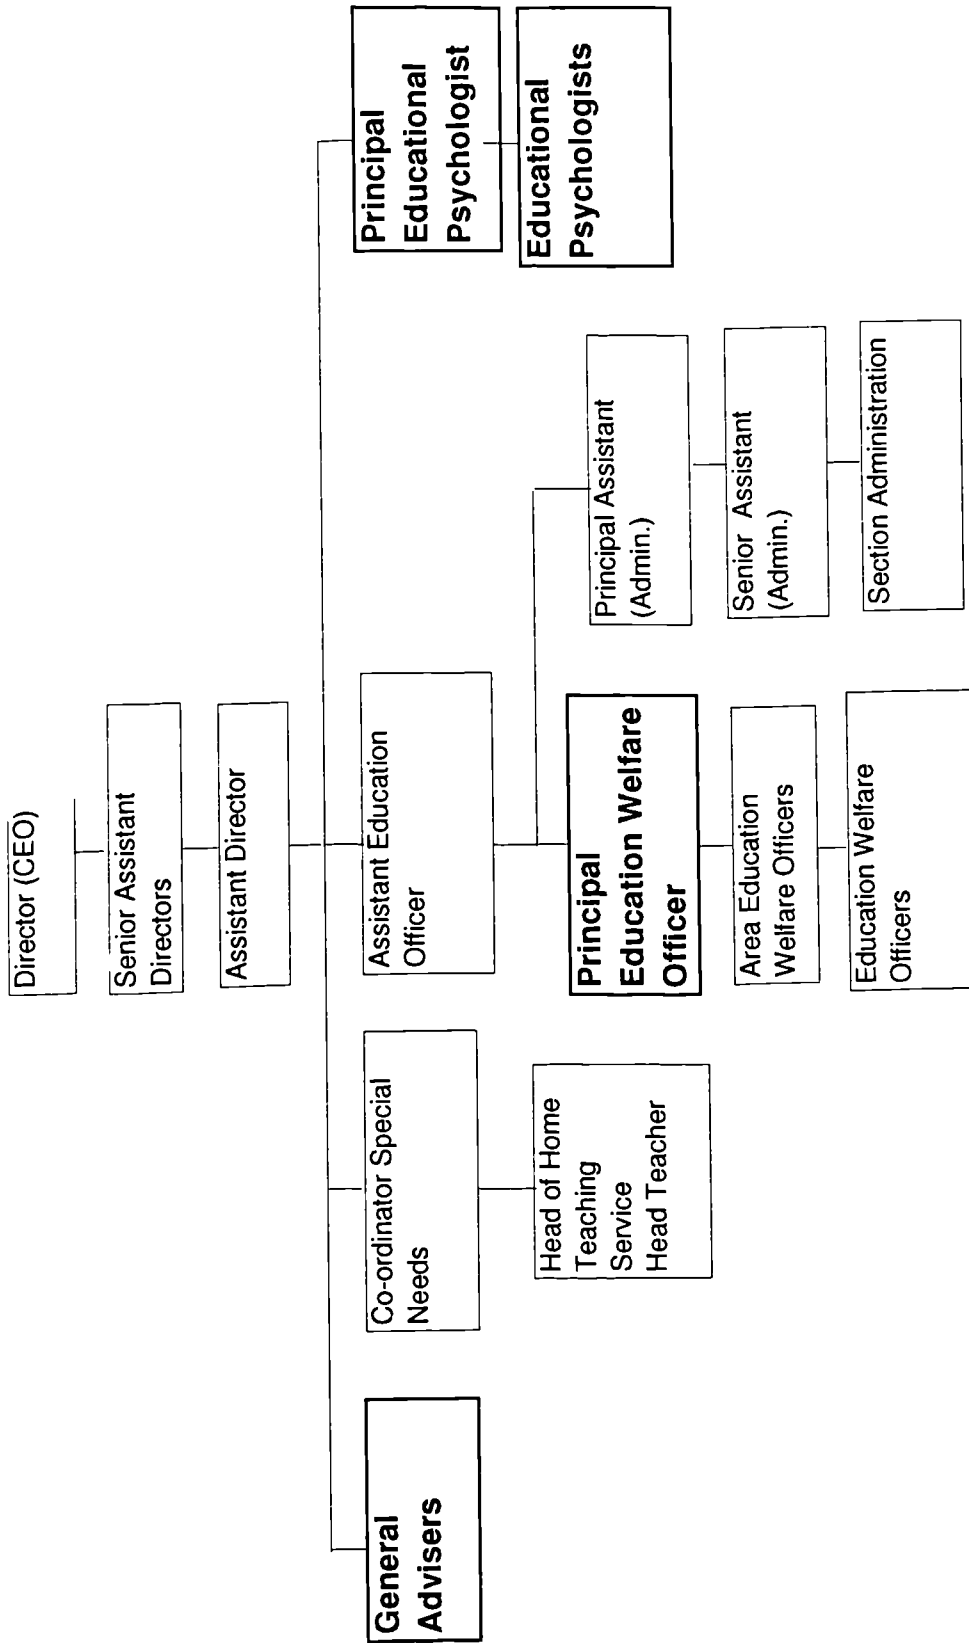 Director (CEO)
Senior Assistant
Directors
Assistant Director
General
Advisers
Co-ordinator Special
Needs
Assistant Education
Officer
Principal
Educational
Psychologist
Head of Home
Teaching
Service
Head Teacher
Principal
Education Welfare
Officer
Principal Assistant
(Admin.)
Educational
Psychologists
Area Education
Welfare Officers
Senior Assistant
(Admin.)
Education Welfare
Officers
Section Administration